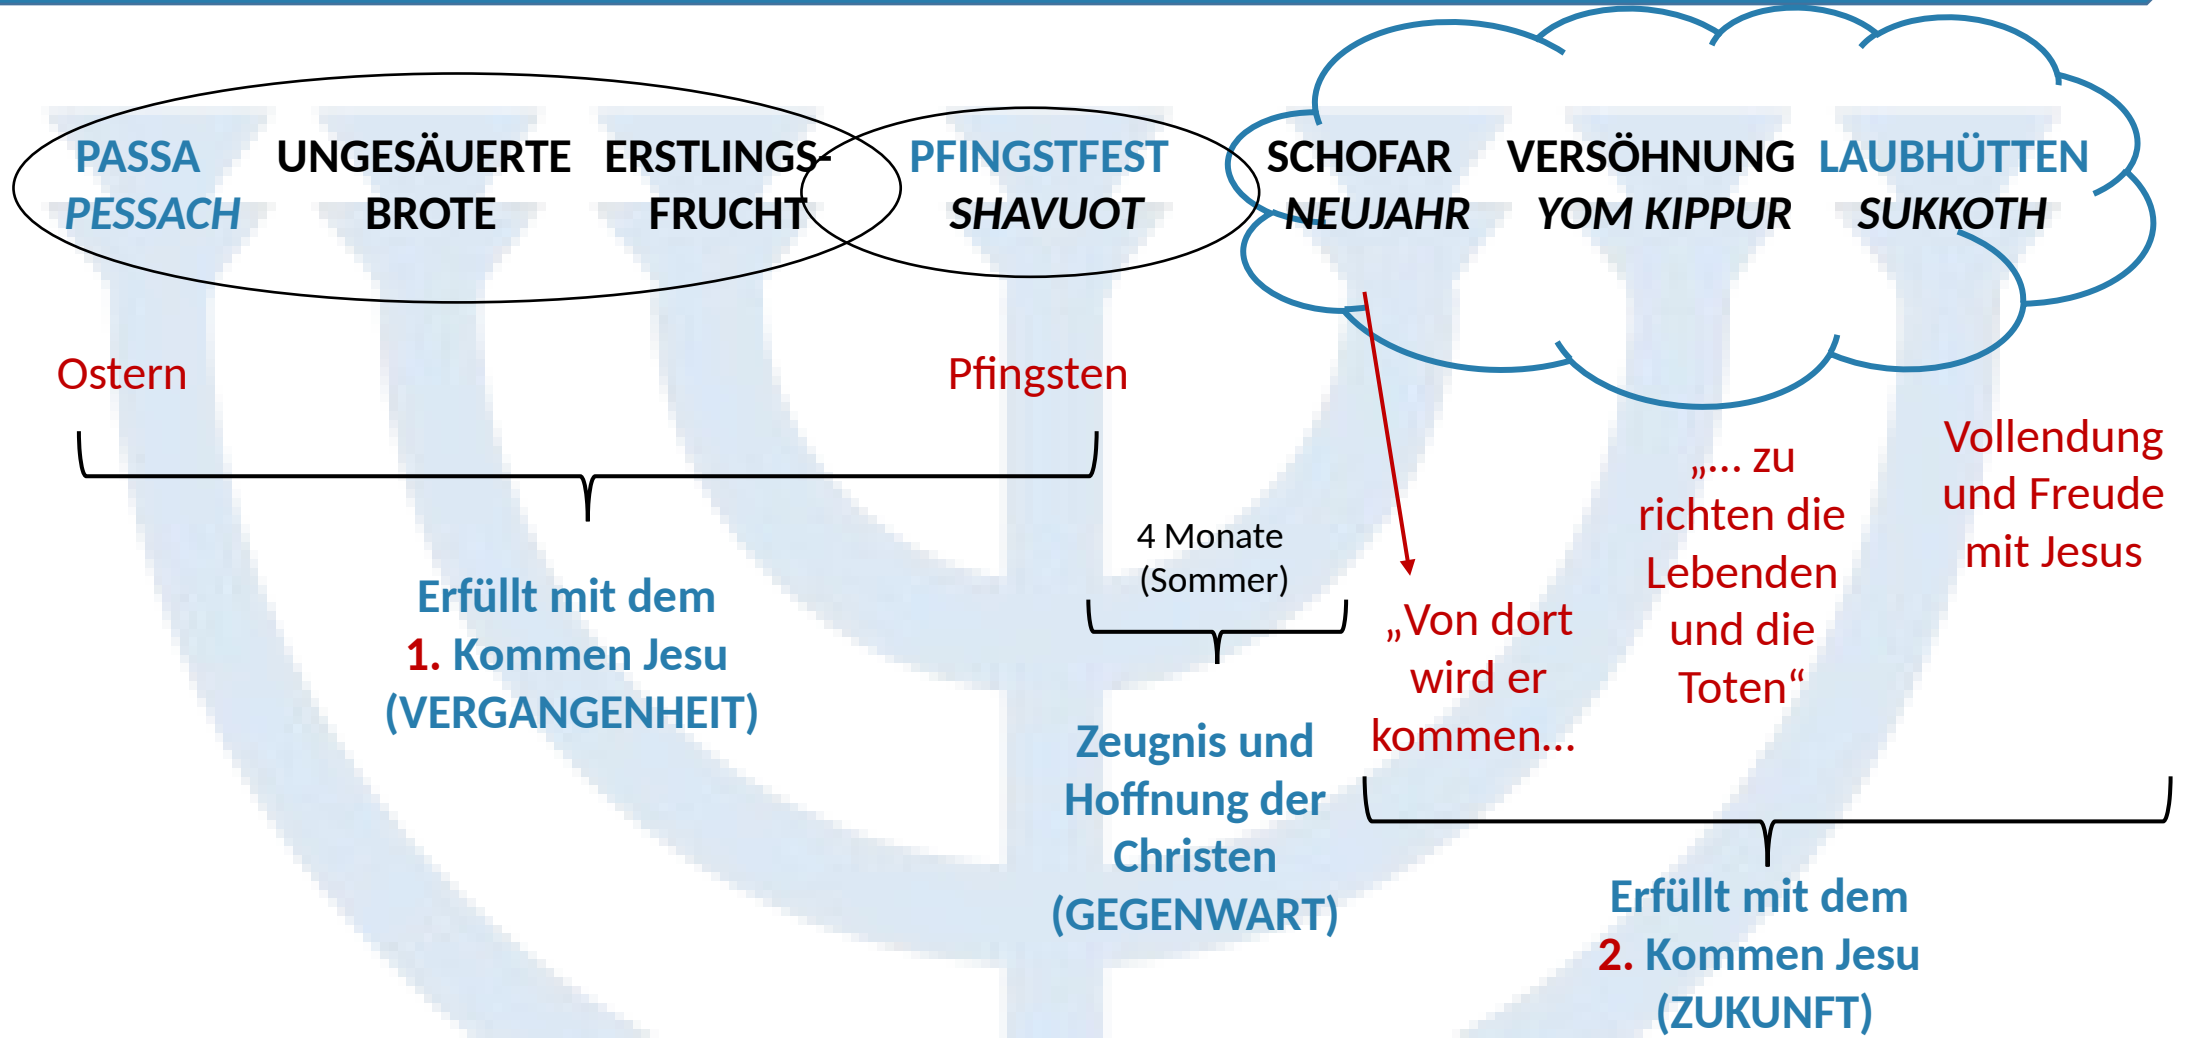 PASSA
PESSACH
UNGESÄUERTE
BROTE
ERSTLINGS-
FRUCHT
PFINGSTFEST
SHAVUOT
SCHOFAR
NEUJAHR
VERSÖHNUNG
YOM KIPPUR
LAUBHÜTTEN
SUKKOTH
Ostern
Pfingsten
Erfüllt mit dem
1. Kommen Jesu
(VERGANGENHEIT)
4 Monate
(Sommer)
Zeugnis und
Hoffnung der
Christen
(GEGENWART)
„Von dort
wird er
kommen...
„... zu
richten die
Lebenden
und die
Toten“
Vollendung
und Freude
mit Jesus
Erfüllt mit dem
2. Kommen Jesu
(ZUKUNFT)